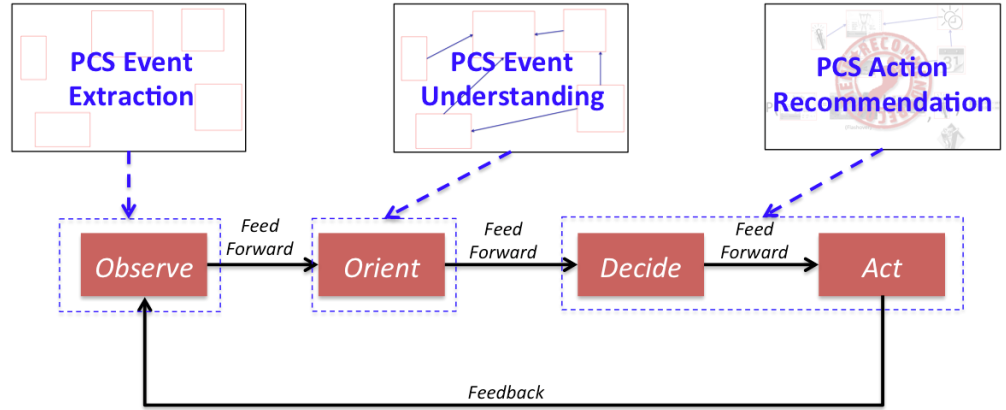 PCS Event
Extraction
PCS Event
Understanding
PCS Action
Recommendation
Feed
Forward
Feed
Forward
Feed
Forward
Observe
Orient
Decide
Act
Feedback